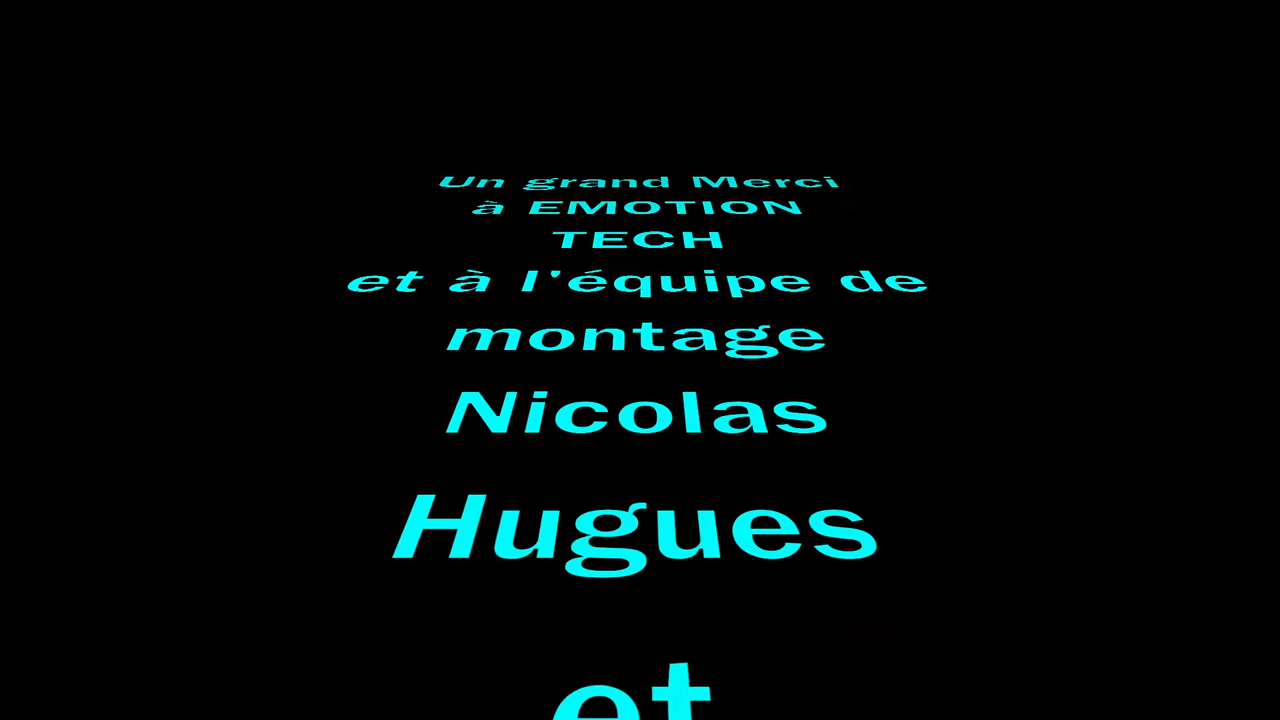 Un grand Merci
à EMOTION
TECH
et à l'équipe de
montage
Nicolas
Hugues
et